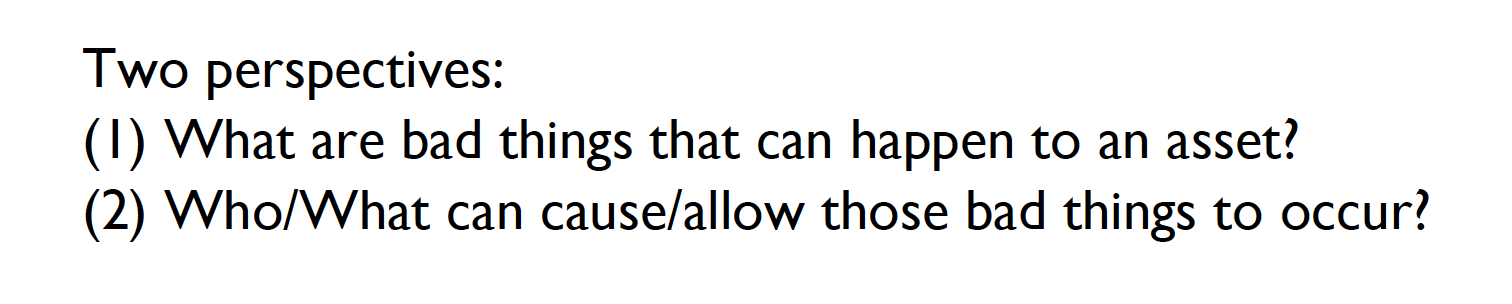 Two perspectives:
(1) What are bad things that can happen to an asset?
(2) Who/What can cause/allow those bad things to occur?